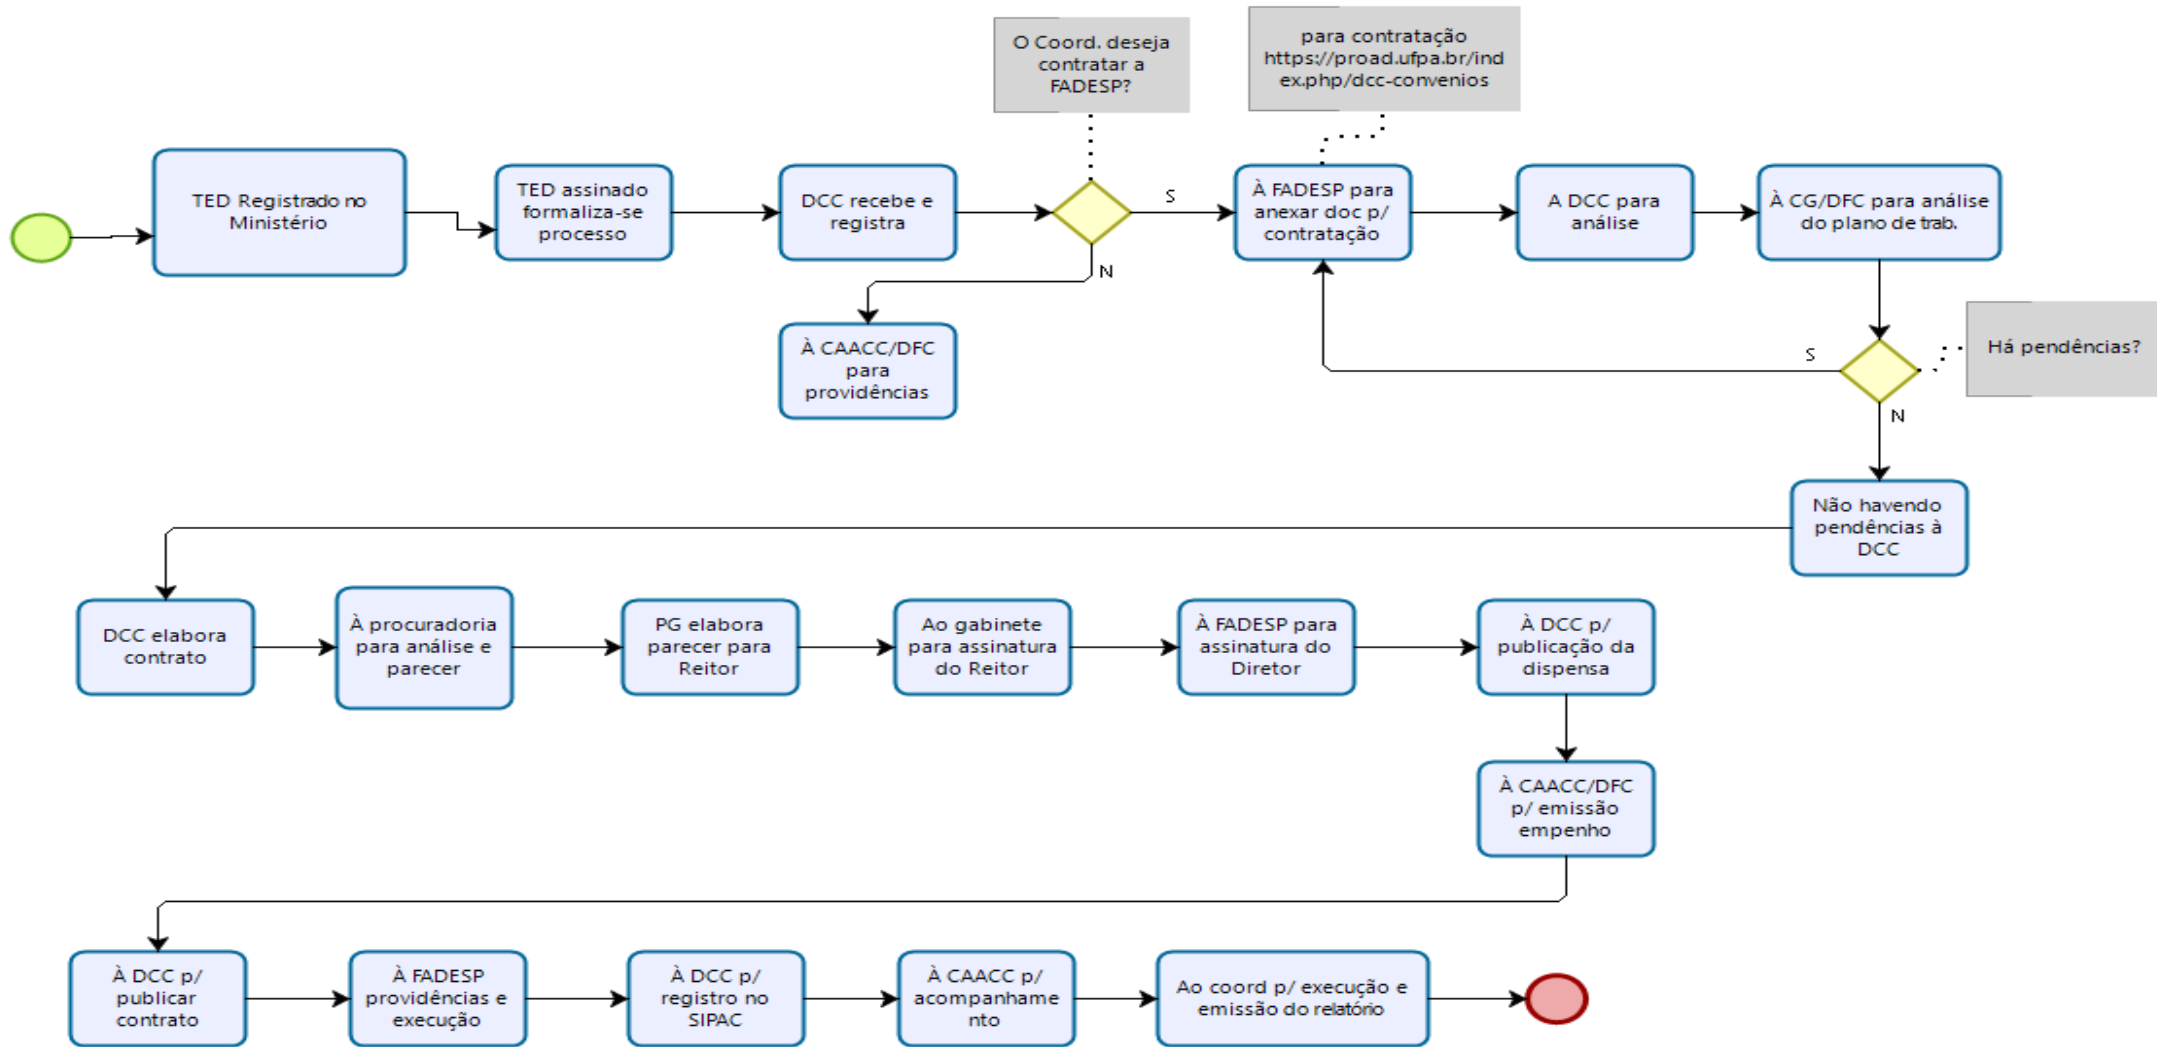 O Coord. deseja
contratar a
FADESP?
para contratação
https://proad.ufpa.br/ind
ex.php/dcc-convenios
TED Registrado no
Ministério
TED assinado
formaliza-se
processo
DCC recebe e
registra
S
À FADESP para
anexar doc p/
contratação
A DCC para
análise
À CG/DFC para análise
do plano de trab.
N
À CAACC/DFC
para
providências
Há pendências?
S
N
Não havendo
pendências à
DCC
DCC elabora
contrato
À procuradoria
para análise e
parecer
PG elabora
parecer para
Reitor
Ao gabinete
para assinatura
do Reitor
À FADESP para
assinatura do
Diretor
À DCC p/
publicação da
dispensa
À CAACC/DFC
p/ emissão
empenho
À DCC p/
publicar
contrato
À FADESP
providências e
execução
À DCC p/
registro no
SIPAC
À CAACC p/
acompanhame
nto
Ao coord p/ execução e
emissão do relatório